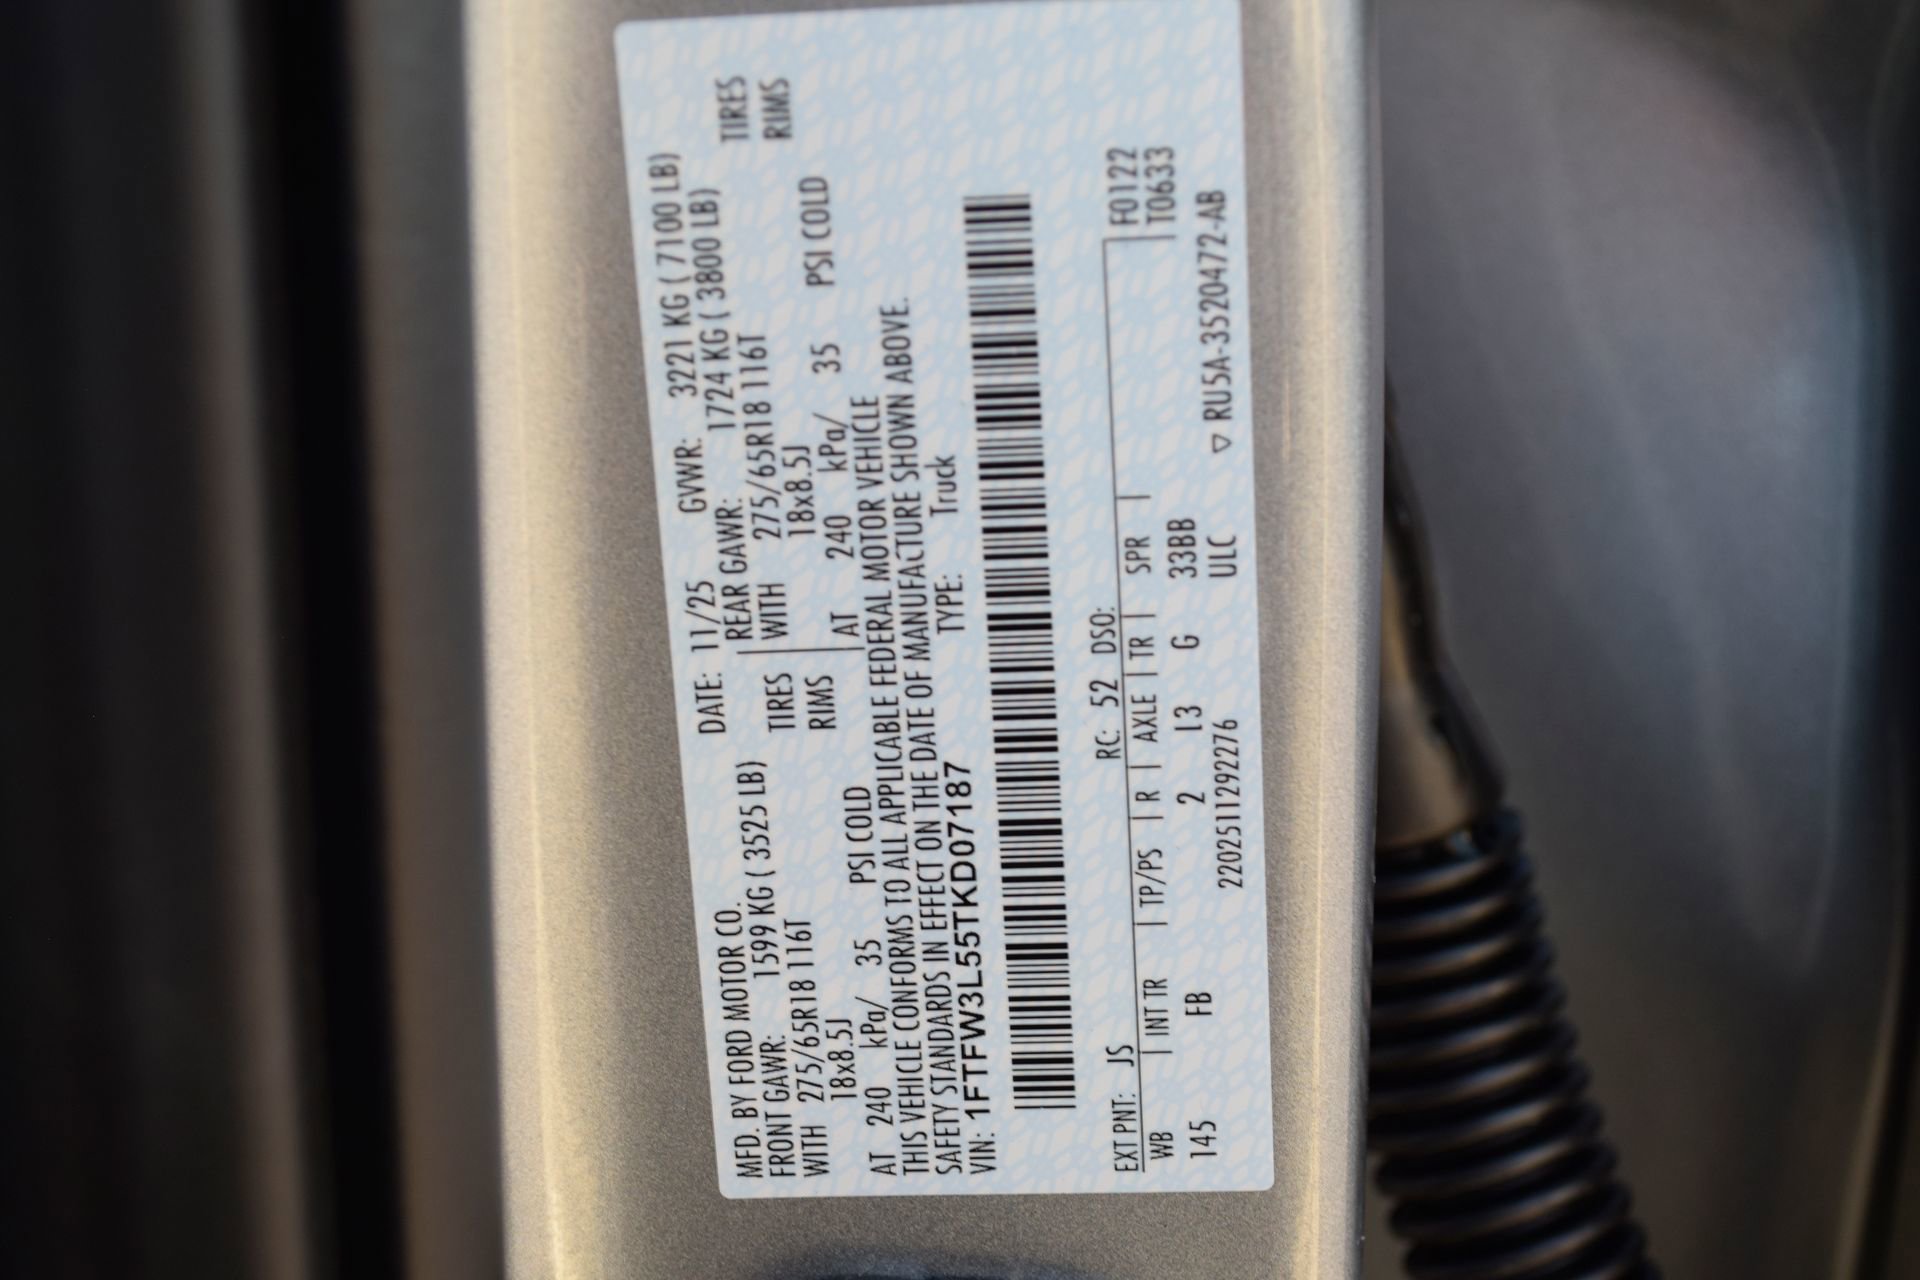 MFD. BY FORD MOTOR CO. DATE: 11/25 GVWR: 3221 KG ( 7100 LB)
FRONT GAWR: 1599 KG ( 3525 LB) REAR GAWR: 1724 KG ( 3800 LB)
WITH 275/65R18 116T TIRES WITH 275/65R18 116T TIRES
18x8.5J RIMS 18x8.5J RIMS
AT 240 kPa/ 35 PSI COLD AT 240 kPa/ 35 PSI COLD
THIS VEHICLE CONFORMS TO ALL APPLICABLE FEDERAL MOTOR VEHICLE
SAFETY STANDARDS IN EFFECT ON THE DATE OF MANUFACTURE SHOWN ABOVE.
VIN: 1FTFW3L55TKD07187 TYPE: Truck
EXT PNT: JS RC: 52 DSO: F0122
WB | INT TR | TP/PS | R | AXLE | TR | SPR | T0633
145 FB 2 L3 G 33BB
2202511292276 ULC ▽ RU5A-3520472-AB